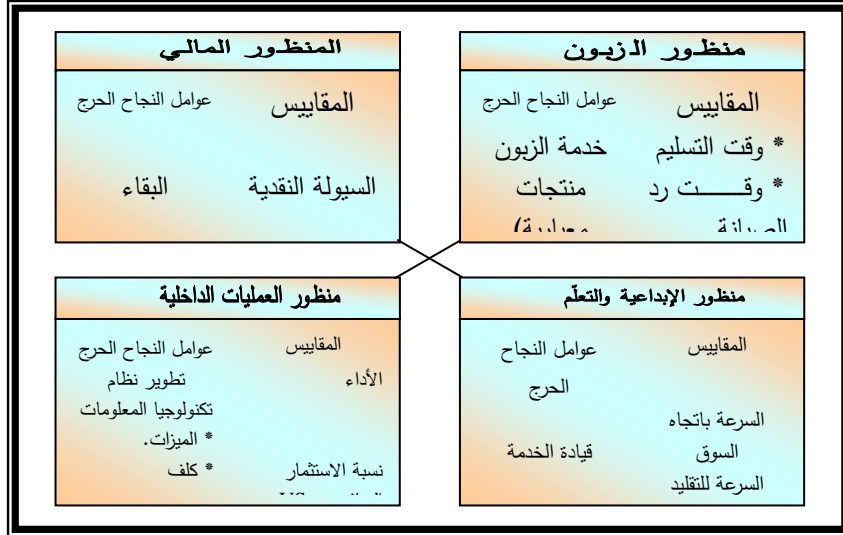 منظور الزبون
المقاييس عوامل النجاح الحرج
* وقت التسليم خدمة الزبون
* وقـــــت رد منتجات
الصيانة معيارية)
المنظور المالي
المقاييس عوامل النجاح الحرج
السيولة النقدية البقاء
منظور الإبداعية والتعلّم
المقاييس عوامل النجاح
الحرج
السرعة باتجاه
السوق قيادة الخدمة
السرعة للتقليد
منظور العمليات الداخلية
المقاييس عوامل النجاح الحرج
الأداء تطوير نظام
تكنولوجيا المعلومات
* الميزات.
نسبة الاستثمار * كلف